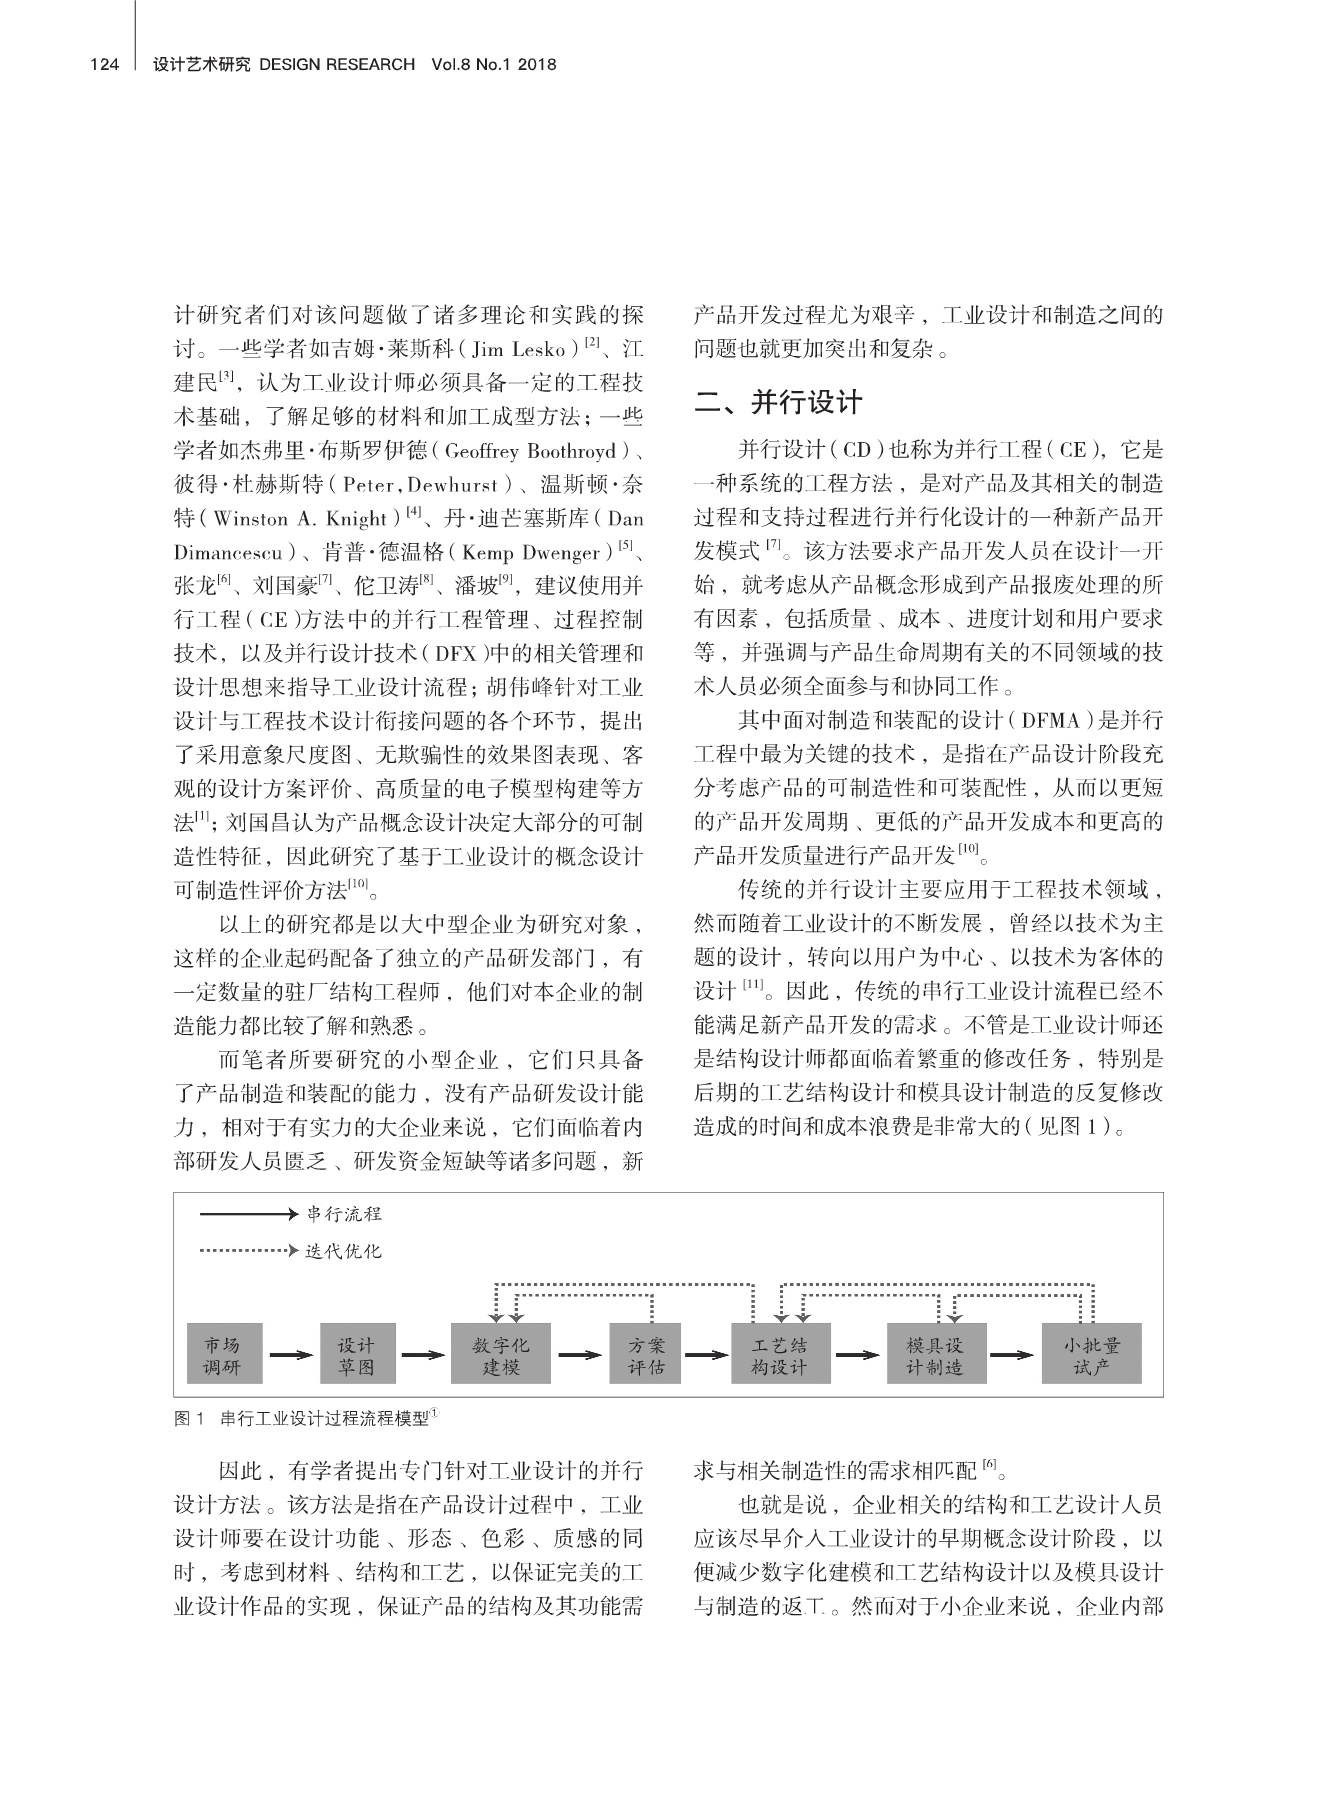 124 设计艺术研究 DESIGN RESEARCH Vol.8 No.1 2018
计研究者们对该问题做了诸多理论和实践的探
讨。一些学者如吉姆·莱斯科（Jim Lesko）[2]、江
建民[3]，认为工业设计师必须具备一定的工程技
术基础，了解足够的材料和加工成型方法；一些
学者如杰弗里·布斯罗伊德（Geoffrey Boothroyd）、
彼得·杜赫斯特（Peter,Dewhurst）、温斯顿·奈
特（Winston A. Knight）[4]、丹·迪芒塞斯库（Dan
Dimancescu）、肯普·德温格（Kemp Dwenger）[5]、
张龙[6]、刘国豪[7]、佗卫涛[8]、潘坡[9]，建议使用并
行工程（CE）方法中的并行工程管理、过程控制
技术，以及并行设计技术（DFX）中的相关管理和
设计思想来指导工业设计流程；胡伟峰针对工业
设计与工程技术设计衔接问题的各个环节，提出
了采用意象尺度图、无欺骗性的效果图表现、客
观的设计方案评价、高质量的电子模型构建等方
法[1]；刘国昌认为产品概念设计决定大部分的可制
造性特征，因此研究了基于工业设计的概念设计
可制造性评价方法[10]。
以上的研究都是以大中型企业为研究对象，
这样的企业起码配备了独立的产品研发部门，有
一定数量的驻厂结构工程师，他们对本企业的制
造能力都比较了解和熟悉。
而笔者所要研究的小型企业，它们只具备
了产品制造和装配的能力，没有产品研发设计能
力，相对于有实力的大企业来说，它们面临着内
部研发人员匮乏、研发资金短缺等诸多问题，新
产品开发过程尤为艰辛，工业设计和制造之间的
问题也就更加突出和复杂。
二、并行设计
并行设计（CD）也称为并行工程（CE），它是
一种系统的工程方法，是对产品及其相关的制造
过程和支持过程进行并行化设计的一种新产品开
发模式[7]。该方法要求产品开发人员在设计一开
始，就考虑从产品概念形成到产品报废处理的所
有因素，包括质量、成本、进度计划和用户要求
等，并强调与产品生命周期有关的不同领域的技
术人员必须全面参与和协同工作。
其中面对制造和装配的设计（DFMA）是并行
工程中最为关键的技术，是指在产品设计阶段充
分考虑产品的可制造性和可装配性，从而以更短
的产品开发周期、更低的产品开发成本和更高的
产品开发质量进行产品开发[10]。
传统的并行设计主要应用于工程技术领域，
然而随着工业设计的不断发展，曾经以技术为主
题的设计，转向以用户为中心、以技术为客体的
设计[11]。因此，传统的串行工业设计流程已经不
能满足新产品开发的需求。不管是工业设计师还
是结构设计师都面临着繁重的修改任务，特别是
后期的工艺结构设计和模具设计制造的反复修改
造成的时间和成本浪费是非常大的（见图1）。
串行流程
迭代优化
市场
调研
设计
草图
数字化
建模
方案
评估
工艺结
构设计
模具设
计制造
小批量
试产
图1 串行工业设计过程流程模型①
因此，有学者提出专门针对工业设计的并行
设计方法。该方法是指在产品设计过程中，工业
设计师要在设计功能、形态、色彩、质感的同
时，考虑到材料、结构和工艺，以保证完美的工
业设计作品的实现，保证产品的结构及其功能需
求与相关制造性的需求相匹配[6]。
也就是说，企业相关的结构和工艺设计人员
应该尽早介入工业设计的早期概念设计阶段，以
便减少数字化建模和工艺结构设计以及模具设计
与制造的返工。然而对于小企业来说，企业内部